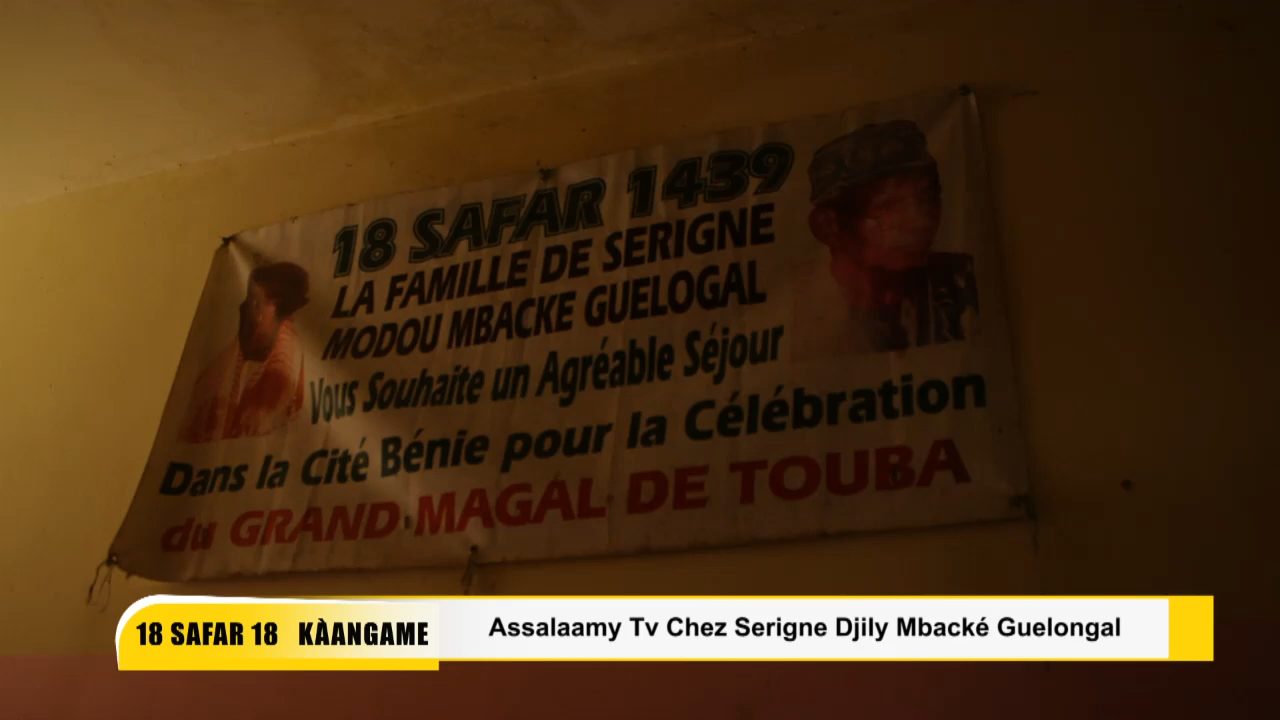 18 SAFAR 1439
LA FAMILLE DE SERIGNE
MODOU MBACKE GUELOGAL
Vous Souhaite un Agréable Séjour
Dans la Cité Bénie pour la Célébration
du GRAND MAGAL DE TOUBA
18 SAFAR 18 KÀANGAME
Assalaamy Tv Chez Serigne Djily Mbacké Guelongal